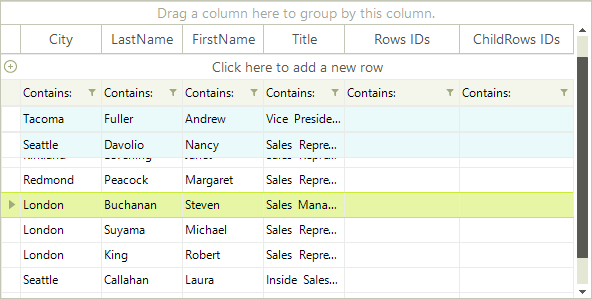 Drag a column here to group by this column.
City LastName FirstName Title Rows IDs ChildRows IDs
Click here to add a new row
Contains: Contains: Contains: Contains: Contains: Contains:
Tacoma Fuller Andrew Vice Preside...
Seattle Davolio Nancy Sales Repre...
Redmond Peacock Margaret Sales Repre...
London Buchanan Steven Sales Mana...
London Suyama Michael Sales Repre...
London King Robert Sales Repre...
Seattle Callahan Laura Inside Sales...